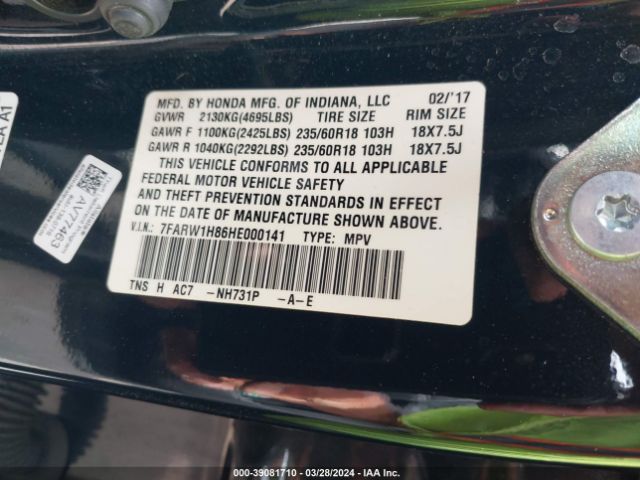 MFD. BY HONDA MFG. OF INDIANA, LLC 02/'17
GVWR 2130KG(4695LBS) TIRE SIZE RIM SIZE
GAWR F 1100KG(2425LBS) 235/60R18 103H 18X7.5J
GAWR R 1040KG(2292LBS) 235/60R18 103H 18X7.5J
THIS VEHICLE CONFORMS TO ALL APPLICABLE
FEDERAL MOTOR VEHICLE SAFETY
AND THEFT PREVENTION STANDARDS IN EFFECT
ON THE DATE OF MANUFACTURE SHOWN ABOVE.
V.I.N.: 7FARW1H86HE000141 TYPE: MPV
TNS H AC7 -NH731P -A-E
AV77463
000-39081710 — 03/28/2024 — IAA Inc.